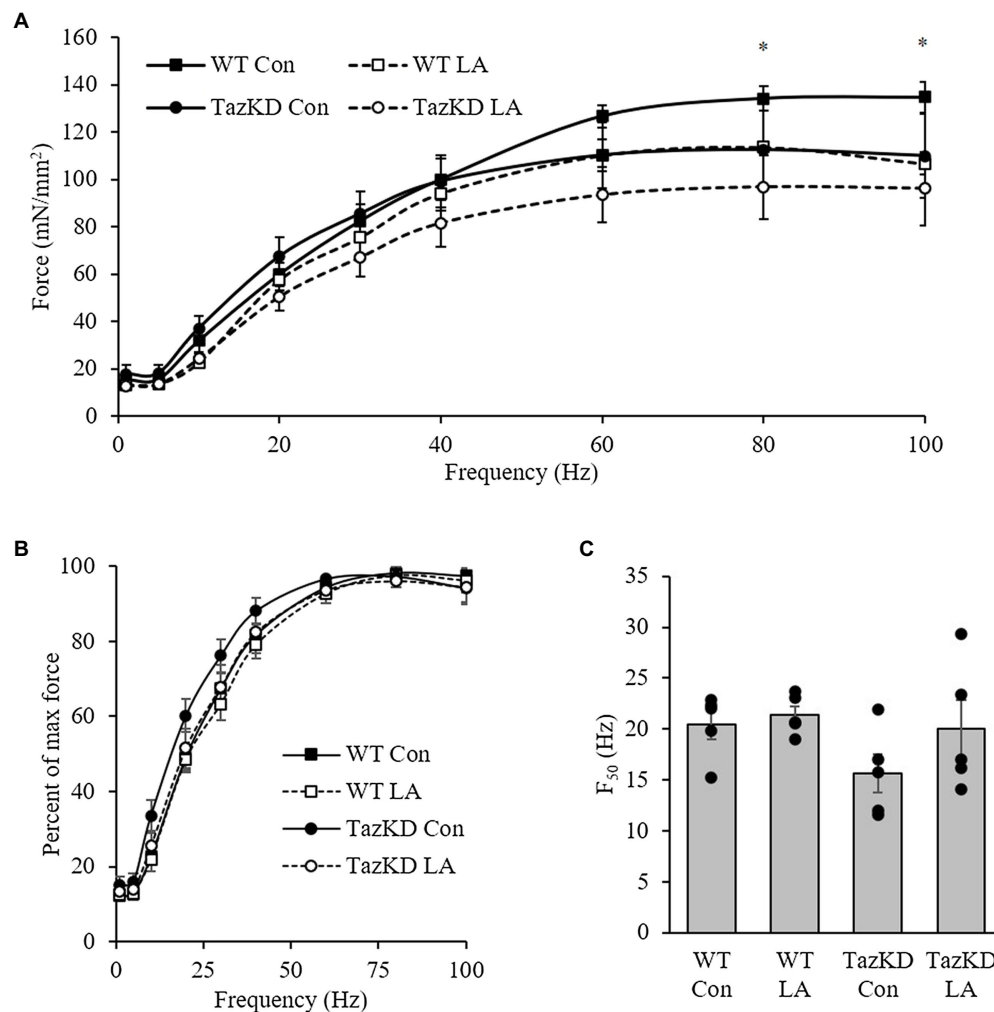 A
160
140
120
100
80
60
40
20
0
Force (mN/mm²)
WT Con
WT LA
TazKD Con
TazKD LA
*
*
0
20
40
60
80
100
Frequency (Hz)
B
100
80
60
40
20
0
Percent of max force
WT Con
WT LA
TazKD Con
TazKD LA
0
25
50
75
100
Frequency (Hz)
C
35
30
25
20
15
10
5
0
F₅₀ (Hz)
WT
Con
WT
LA
TazKD
Con
TazKD
LA